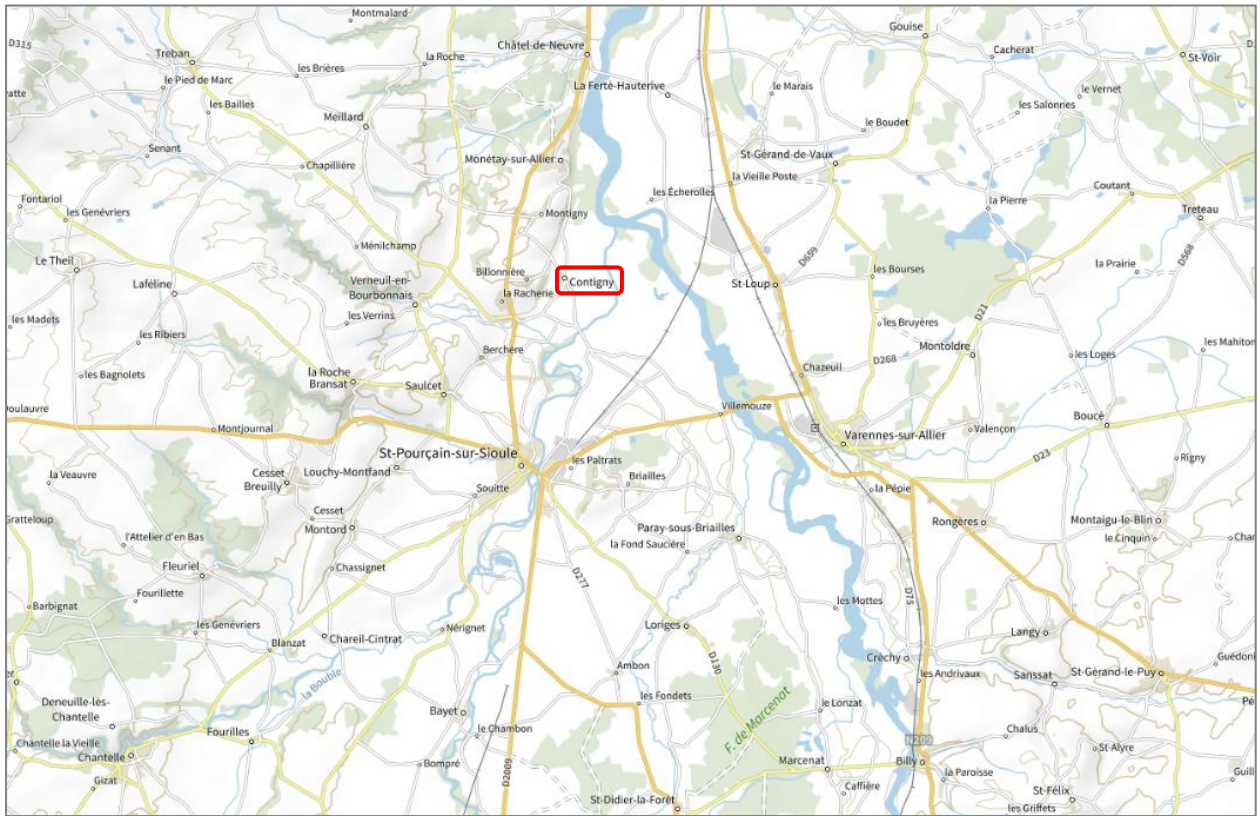 Montmalard
Gouise
D315
Châtel-de-Neuvre
Tréban
la Roche
Cacherat
St-Voir
les Brières
le Pied de Marc
La Ferté-Hauterive
le Marais
le Vernet
les Bailles
les Salonnes
Meillard
le Boudet
Senant
Chapillière
Monétay-sur-Allier
St-Gérand-de-Vaux
la Vieille Poste
Coutant
Fontariol
les Écherolles
la Pierre
les Genévriers
Montigny
Treteau
Ménilchamp
D659
D568
Le Theil
Billonnière
Contigny
les Bourses
la Prairie
Laféline
Verneuil-en-
Bourbonnais
la Racherie
St-Loup
les Madets
les Verrins
les Bruyères
D21
les Ribiers
Montoldre
les Mahiton
Berchère
les Loges
D268
les Bagnolets
la Roche
Bransat
Chazeuil
Saulcet
Villemouze
Boucé
Montjournal
Varennes-sur-Allier
Valençon
St-Pourçain-sur-Sioule
D23
Rigny
la Veauvre
Cesset
Breuilly
Louchy-Montfand
les Paltrats
Briailles
Souitte
la Pépie
Gratteloup
Cesset
Montord
Paray-sous-Briailles
Rongères
Montaigu-le-Blin
l'Attelier d'en Bas
la Fond Saucière
le Cinquin
Fleuriel
Chassignet
D277
Fourillette
D75
Barbignat
les Mottes
les Genévriers
Chareil-Cintrat
Nérignet
Loriges
Langy
Blanzat
D130
Créchy
la Bouble
Ambon
les Andrivaux
Sanssat
St-Gérand-le-Puy
Deneuille-lès-
Chantelle
les Fondets
F. de Marcenat
le Lonzat
Bayet
Fourilles
le Chambon
Chalus
Chantelle la Vieille
N209
St-Alyre
Chantelle
Bompré
D2009
Marcenat
Billy
la Paroisse
Gizat
Caffière
St-Félix
St-Didier-la-Forêt
les Griffets